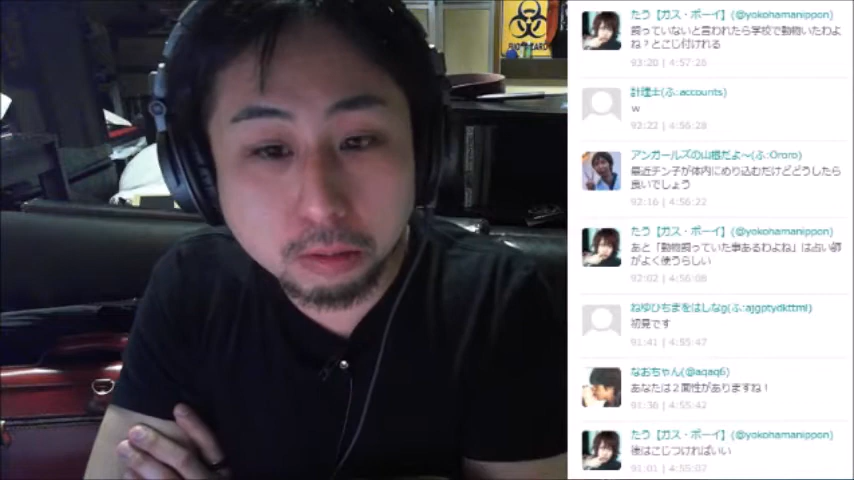 BIOHAZARD
たう【ガス・ボーイ】(@yokohamanippon)
飼っていないと言われたら学校で動物いたわよ
ね?とこじ付けれる
93:20 | 4:57:26
計理士(ふ:accounts)
w
92:22 | 4:56:28
アンガールズの山根だよ〜(ふ:Ororo)
最近チン子が体内にめり込むだけどどうしたら
良いでしょう
92:16 | 4:56:22
たう【ガス・ボーイ】(@yokohamanippon)
あと「動物飼っていた事あるわよね」は占い師
がよく使うらしい
92:02 | 4:56:08
ねゆひちまをはしなg(ふ:ajgptydkttml)
初見です
91:41 | 4:55:47
なおちゃん(@aqaq6)
あなたは2面性がありますね!
91:36 | 4:55:42
たう【ガス・ボーイ】(@yokohamanippon)
後はこじつければいい
91:01 | 4:55:07